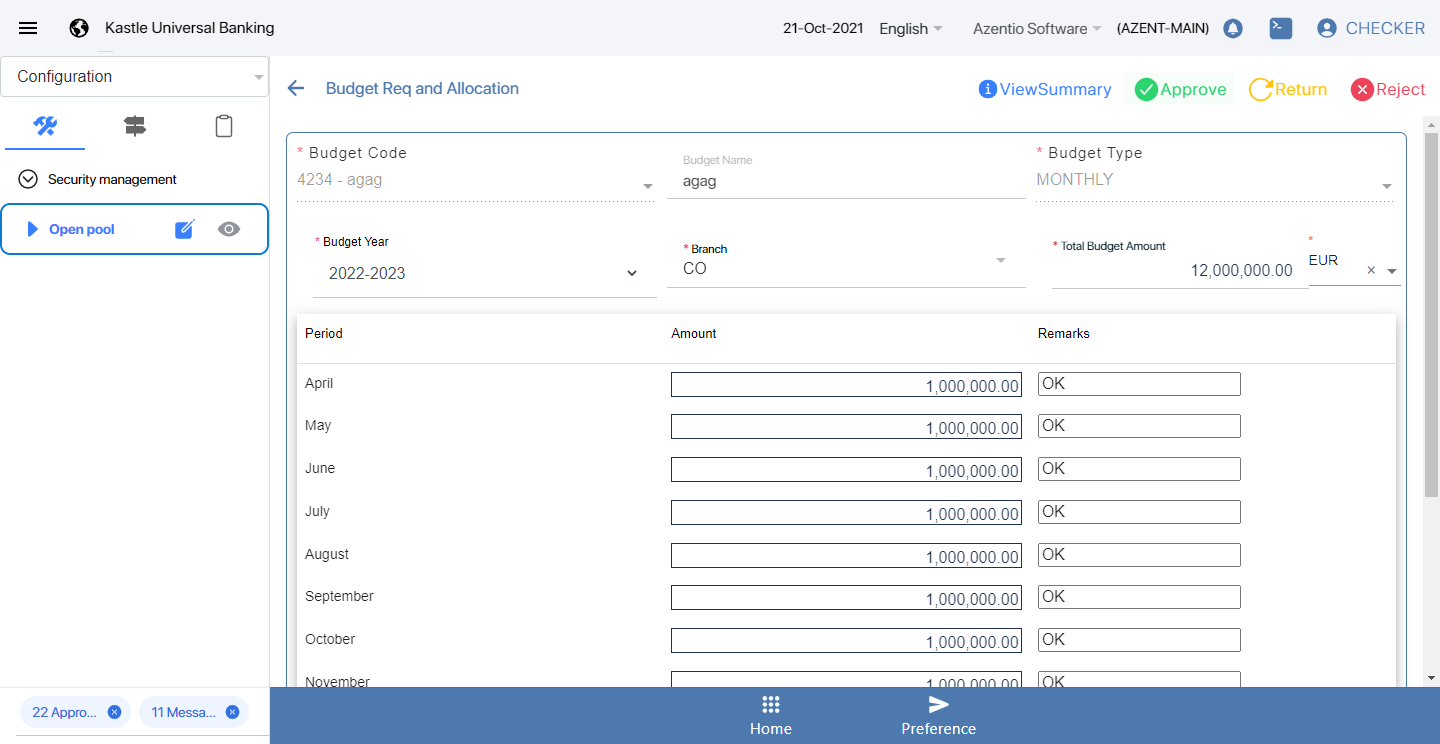 Kastle Universal Banking
21-Oct-2021 English Azentio Software (AZENT-MAIN) CHECKER
Configuration
Security management
Open pool
22 Appro... 11 Messa...
Budget Req and Allocation
ViewSummary Approve Return Reject
* Budget Code
4234 - agag
Budget Name
agag
* Budget Type
MONTHLY
* Budget Year
2022-2023
* Branch
CO
* Total Budget Amount
12,000,000.00
*
EUR ×
Period Amount Remarks
April 1,000,000.00 OK
May 1,000,000.00 OK
June 1,000,000.00 OK
July 1,000,000.00 OK
August 1,000,000.00 OK
September 1,000,000.00 OK
October 1,000,000.00 OK
November 1,000,000.00 OK
Home Preference